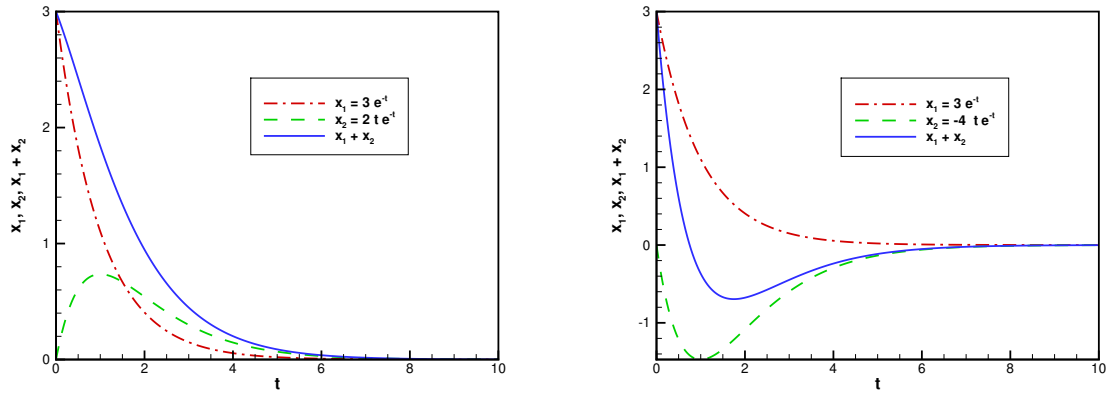 3
2
1
0
0
2
4
6
8
10
t
x₁, x₂, x₁ + x₂
x₁ = 3 e⁻ᵗ
x₂ = 2 t e⁻ᵗ
x₁ + x₂
3
2
1
0
-1
0
2
4
6
8
10
t
x₁, x₂, x₁ + x₂
x₁ = 3 e⁻ᵗ
x₂ = -4 t e⁻ᵗ
x₁ + x₂